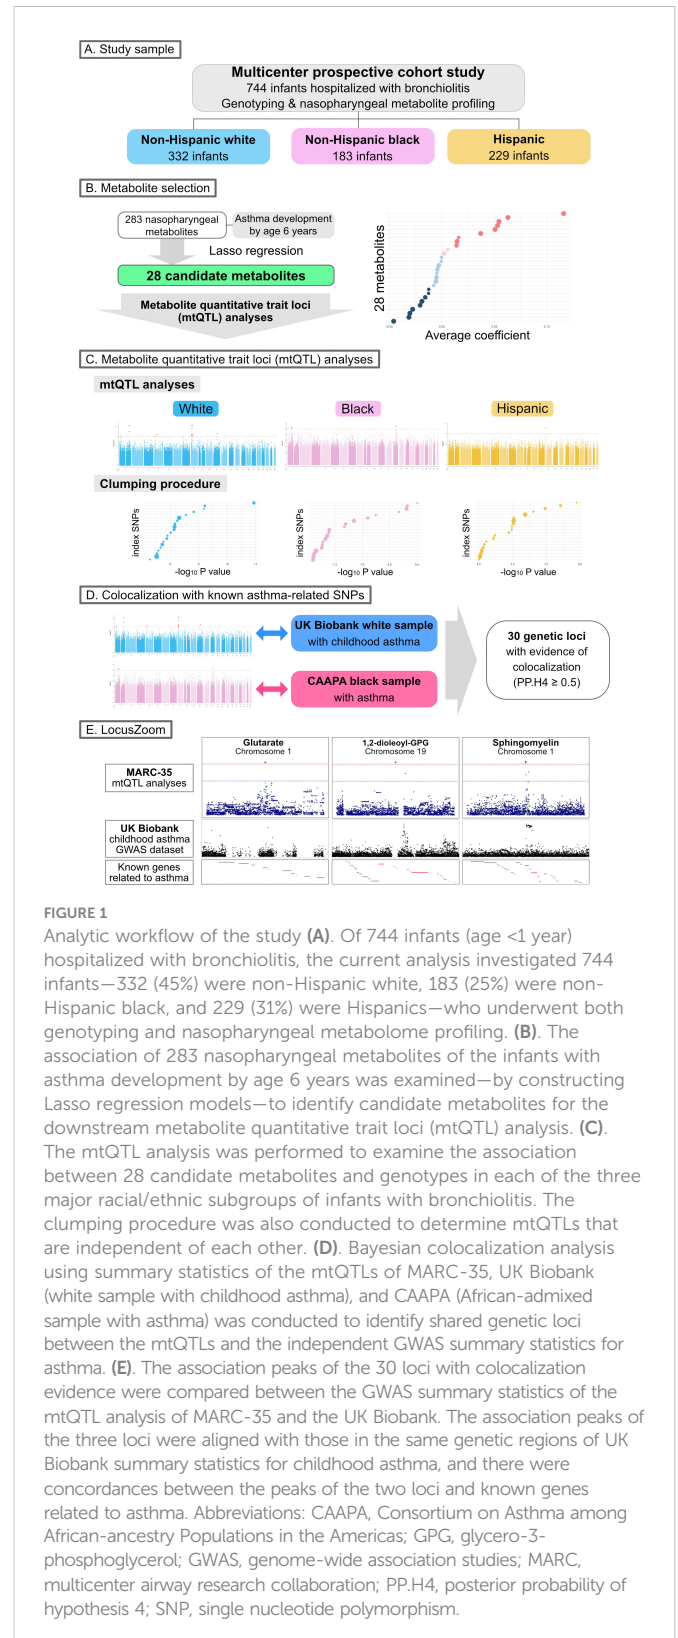 A. Study sample
Multicenter prospective cohort study
744 infants hospitalized with bronchiolitis
Genotyping & nasopharyngeal metabolite profiling
Non-Hispanic white
332 infants
Non-Hispanic black
183 infants
Hispanic
229 infants
B. Metabolite selection
283 nasopharyngeal
metabolites
Asthma development
by age 6 years
Lasso regression
28 candidate metabolites
Metabolite quantitative trait loci
(mtQTL) analyses
28 metabolites
Average coefficient
C. Metabolite quantitative trait loci (mtQTL) analyses
mtQTL analyses
White
Black
Hispanic
Clumping procedure
index SNPs
-log10 P value
index SNPs
-log10 P value
index SNPs
-log10 P value
D. Colocalization with known asthma-related SNPs
UK Biobank white sample
with childhood asthma
CAAPA black sample
with asthma
30 genetic loci
with evidence of
colocalization
(PP.H4 ≥ 0.5)
E. LocusZoom
Glutarate
Chromosome 1
1,2-dioleoyl-GPG
Chromosome 19
Sphingomyelin
Chromosome 1
MARC-35
mtQTL analyses
UK Biobank
childhood asthma
GWAS dataset
Known genes
related to asthma
FIGURE 1
Analytic workflow of the study (A). Of 744 infants (age <1 year)
hospitalized with bronchiolitis, the current analysis investigated 744
infants—332 (45%) were non-Hispanic white, 183 (25%) were non-
Hispanic black, and 229 (31%) were Hispanics—who underwent both
genotyping and nasopharyngeal metabolome profiling. (B). The
association of 283 nasopharyngeal metabolites of the infants with
asthma development by age 6 years was examined—by constructing
Lasso regression models—to identify candidate metabolites for the
downstream metabolite quantitative trait loci (mtQTL) analysis. (C).
The mtQTL analysis was performed to examine the association
between 28 candidate metabolites and genotypes in each of the three
major racial/ethnic subgroups of infants with bronchiolitis. The
clumping procedure was also conducted to determine mtQTLs that
are independent of each other. (D). Bayesian colocalization analysis
using summary statistics of the mtQTLs of MARC-35, UK Biobank
(white sample with childhood asthma), and CAAPA (African-admixed
sample with asthma) was conducted to identify shared genetic loci
between the mtQTLs and the independent GWAS summary statistics for
asthma. (E). The association peaks of the 30 loci with colocalization
evidence were compared between the GWAS summary statistics of the
mtQTL analysis of MARC-35 and the UK Biobank. The association peaks of
the three loci were aligned with those in the same genetic regions of UK
Biobank summary statistics for childhood asthma, and there were
concordances between the peaks of the two loci and known genes
related to asthma. Abbreviations: CAAPA, Consortium on Asthma among
African-ancestry Populations in the Americas; GPG, glycero-3-
phosphoglycerol; GWAS, genome-wide association studies; MARC,
multicenter airway research collaboration; PP.H4, posterior probability of
hypothesis 4; SNP, single nucleotide polymorphism.